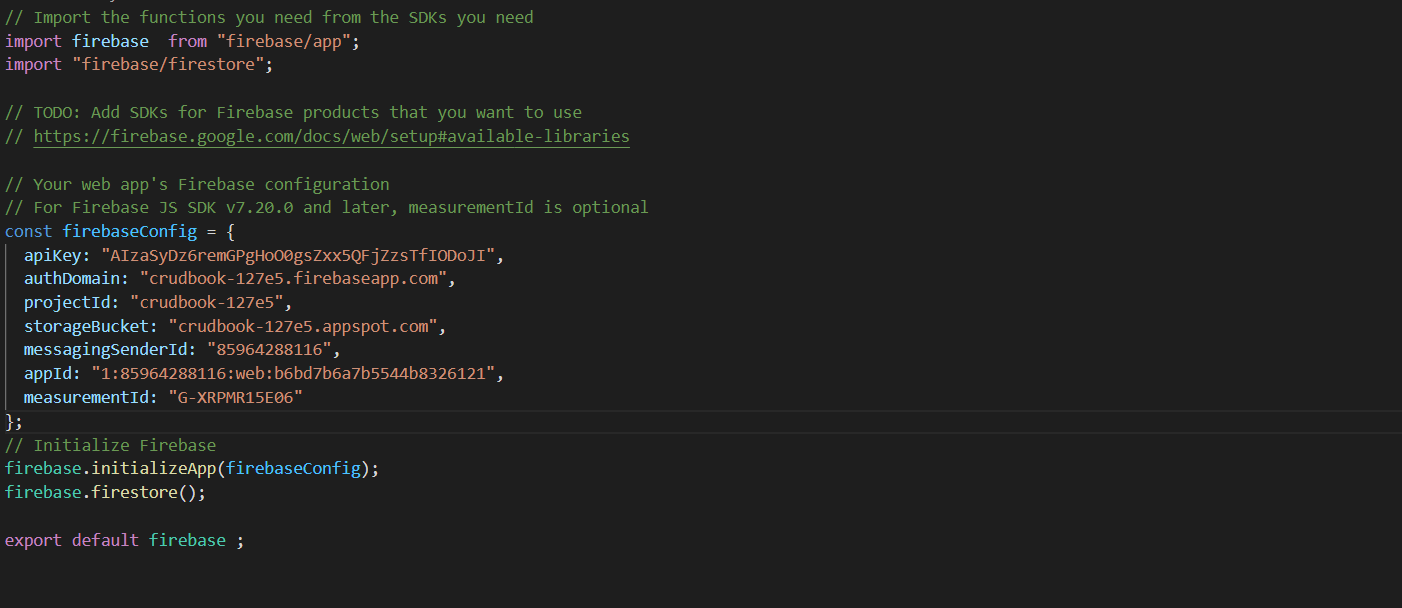 // Import the functions you need from the SDKs you need
import firebase  from "firebase/app";
import "firebase/firestore";
// TODO: Add SDKs for Firebase products that you want to use
// https://firebase.google.com/docs/web/setup#available-libraries
// Your web app's Firebase configuration
// For Firebase JS SDK v7.20.0 and later, measurementId is optional
const firebaseConfig = {
  apiKey: "AIzaSyDz6remGPgHoO0gsZxx5QFjZzsTfIODoJI",
  authDomain: "crudbook-127e5.firebaseapp.com",
  projectId: "crudbook-127e5",
  storageBucket: "crudbook-127e5.appspot.com",
  messagingSenderId: "85964288116",
  appId: "1:85964288116:web:b6bd7b6a7b5544b8326121",
  measurementId: "G-XRPMR15E06"
};
// Initialize Firebase
firebase.initializeApp(firebaseConfig);
firebase.firestore();
export default firebase ;